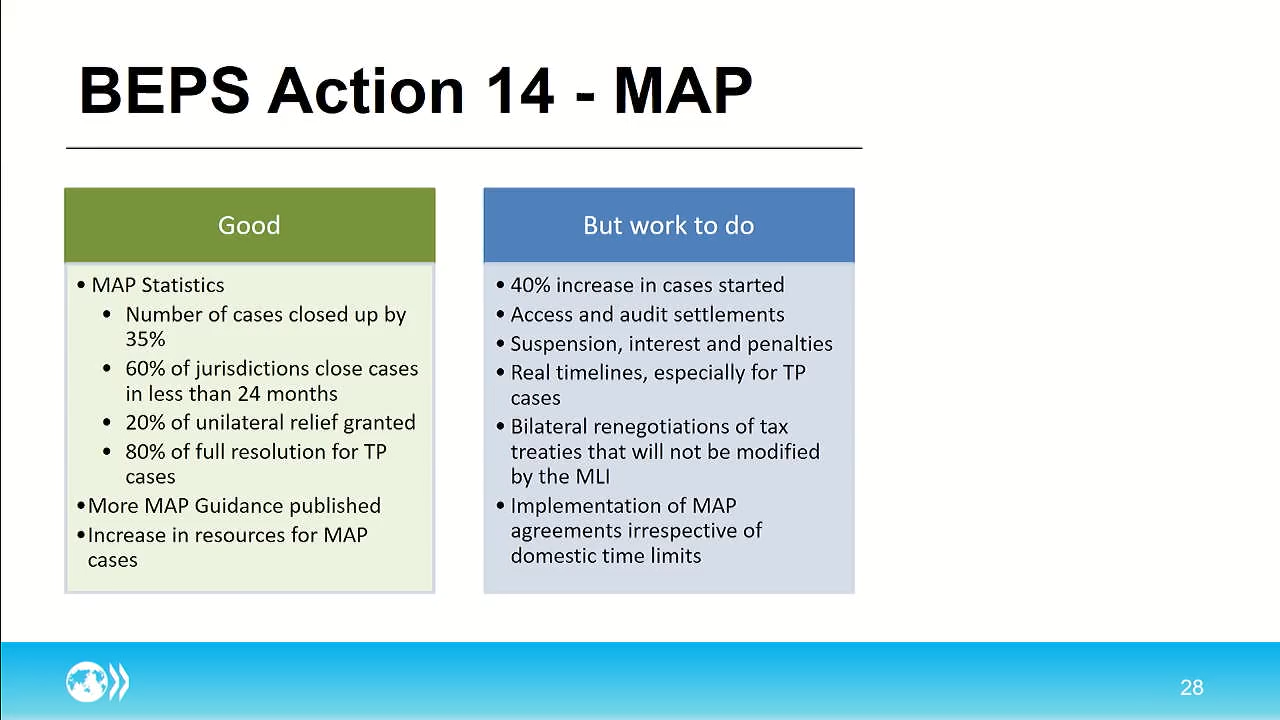 BEPS Action 14 - MAP
Good
• MAP Statistics
• Number of cases closed up by
35%
• 60% of jurisdictions close cases
in less than 24 months
• 20% of unilateral relief granted
• 80% of full resolution for TP
cases
•More MAP Guidance published
•Increase in resources for MAP
cases
But work to do
• 40% increase in cases started
• Access and audit settlements
• Suspension, interest and penalties
• Real timelines, especially for TP
cases
• Bilateral renegotiations of tax
treaties that will not be modified
by the MLI
• Implementation of MAP
agreements irrespective of
domestic time limits
28